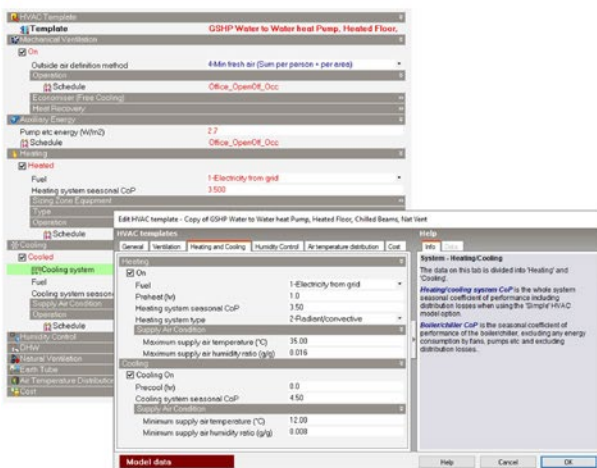 HVAC Template
Template GSHP Water to Water heat Pump, Heated Floor,
Mechanical Ventilation
On
Outside air definition method 4-Min fresh air (Sum per person + per area)
Operation
Schedule Office_OpenOff_Occ
Economiser (Free Cooling)
Heat Recovery
Auxiliary Energy
Pump etc energy (W/m2) 2.7
Schedule Office_OpenOff_Occ
Heating
Heated
Fuel 1-Electricity from grid
Heating system seasonal CoP 3.500
Sizing Zone Equipment
Type
Operation
Schedule
Cooling
Cooled
Cooling system
Fuel
Cooling system season
Supply Air Condition
Operation
Schedule
Humidity Control
DHW
Natural Ventilation
Earth Tube
Air Temperature Distributio
Cost
Edit HVAC template - Copy of GSHP Water to Water heat Pump, Heated Floor, Chilled Beams, Nat Vent
HVAC templates
General Ventilation Heating and Cooling Humidity Control Air temperature distribution Cost
Heating
On
Fuel 1-Electricity from grid
Preheat (hr) 1.0
Heating system seasonal CoP 3.50
Heating system type 2-Radiant/convective
Supply Air Condition
Maximum supply air temperature (°C) 35.00
Maximum supply air humidity ratio (g/g) 0.016
Cooling
Cooling On
Precool (hr) 0.0
Cooling system seasonal CoP 4.50
Supply Air Condition
Minimum supply air temperature (°C) 12.00
Minimum supply air humidity ratio (g/g) 0.008
Model data
Help
Info Data
System - Heating/Cooling
The data on this tab is divided into 'Heating' and
'Cooling'.
Heating/cooling system CoP is the whole system
seasonal coefficient of performance including
distribution losses when using the 'Simple' HVAC
model option.
Boiler/chiller CoP is the seasonal coefficient of
performance of the boiler/chiller, excluding any energy
consumption by fans, pumps etc and excluding
distribution losses.
Help Cancel OK